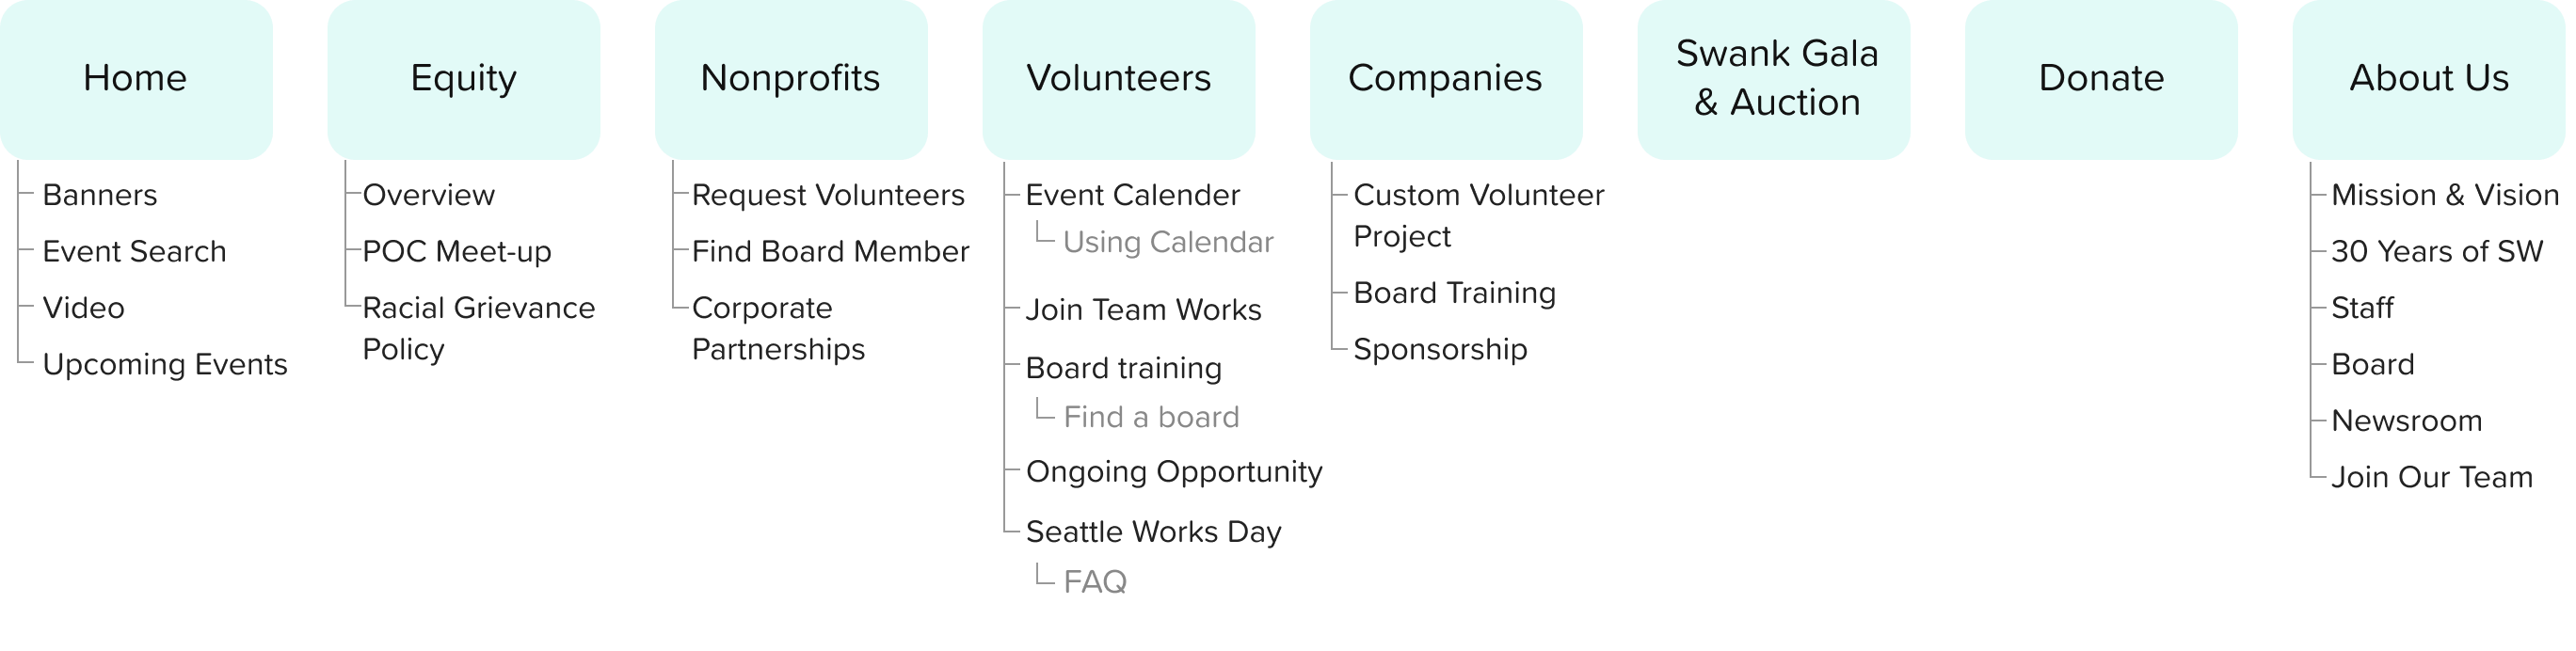 Home
Banners
Event Search
Video
Upcoming Events
Equity
Overview
POC Meet-up
Racial Grievance
Policy
Nonprofits
Request Volunteers
Find Board Member
Corporate
Partnerships
Volunteers
Event Calender
Using Calendar
Join Team Works
Board training
Find a board
Ongoing Opportunity
Seattle Works Day
FAQ
Companies
Custom Volunteer
Project
Board Training
Sponsorship
Swank Gala
& Auction
Donate
About Us
Mission & Vision
30 Years of SW
Staff
Board
Newsroom
Join Our Team